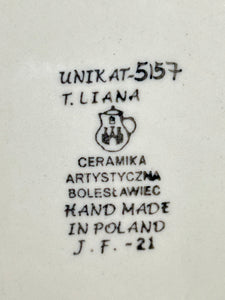 UNIKAT-5157
T. LIANA
CERAMIKA
ARTYSTYCZNA
BOLESŁAWIEC
HAND MADE
IN POLAND
J. F. - 21